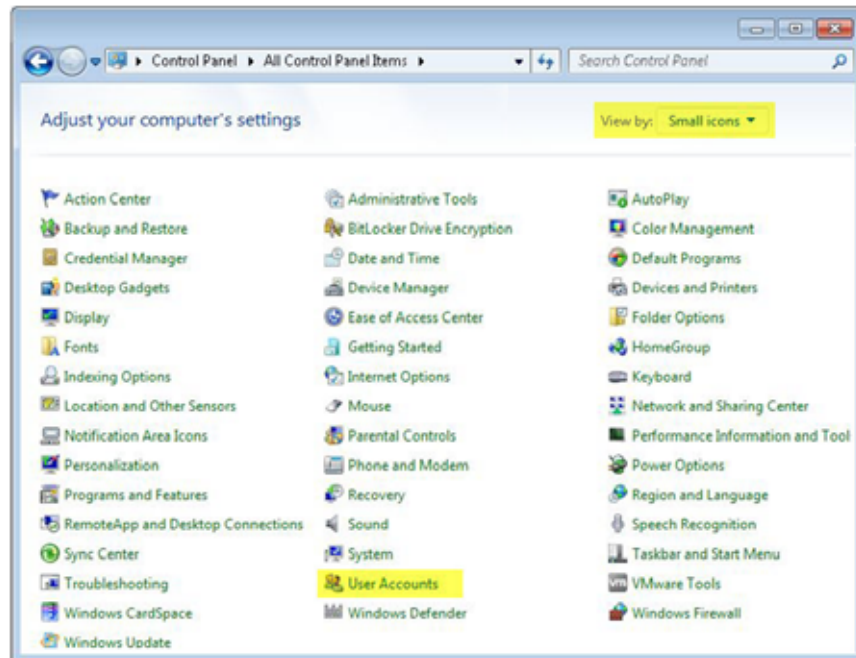 Control Panel All Control Panel Items Search Control Panel
Adjust your computer's settings View by: Small icons
Action Center Administrative Tools AutoPlay
Backup and Restore BitLocker Drive Encryption Color Management
Credential Manager Date and Time Default Programs
Desktop Gadgets Device Manager Devices and Printers
Display Ease of Access Center Folder Options
Fonts Getting Started HomeGroup
Indexing Options Internet Options Keyboard
Location and Other Sensors Mouse Network and Sharing Center
Notification Area Icons Parental Controls Performance Information and Tool
Personalization Phone and Modem Power Options
Programs and Features Recovery Region and Language
RemoteApp and Desktop Connections Sound Speech Recognition
Sync Center System Taskbar and Start Menu
Troubleshooting User Accounts vm VMware Tools
Windows CardSpace Windows Defender Windows Firewall
Windows Update